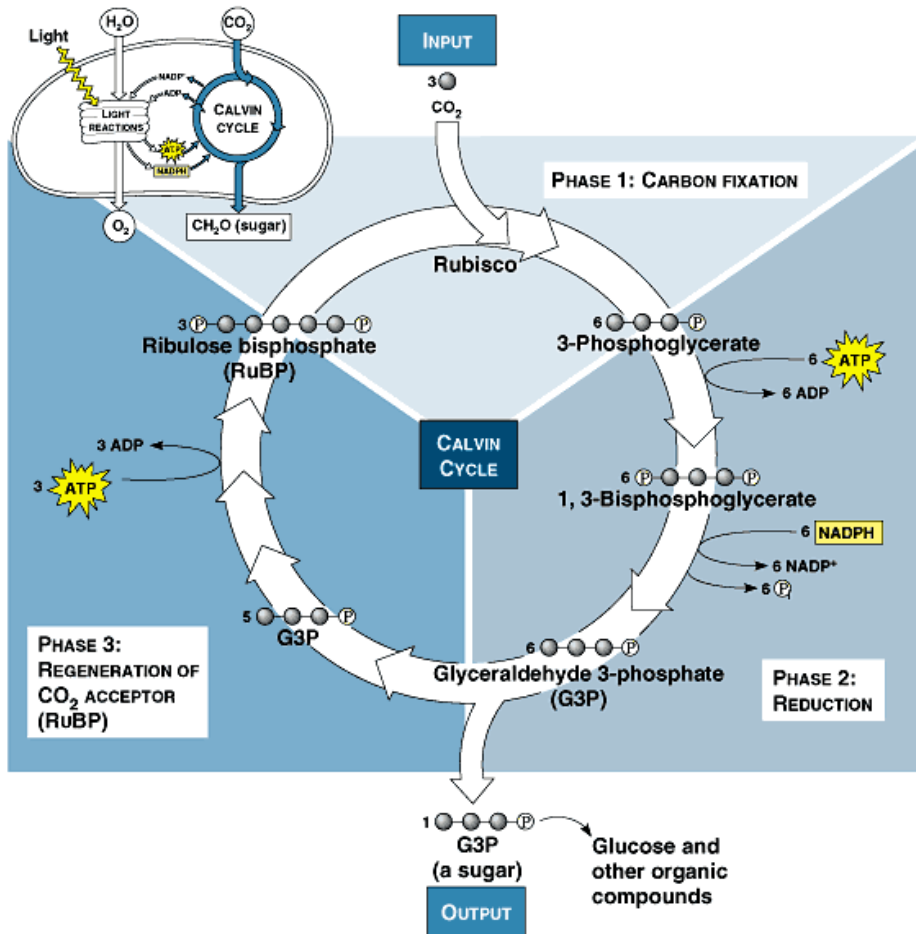 H₂O
CO₂
Light
NADP⁺
ADP
LIGHT
REACTIONS
CALVIN
CYCLE
ATP
NADPH
O₂
CH₂O (sugar)
INPUT
3
CO₂
PHASE 1: CARBON FIXATION
Rubisco
3 P P
Ribulose bisphosphate
(RuBP)
6 P
3-Phosphoglycerate
6 ATP
6 ADP
CALVIN
CYCLE
3 ADP
3 ATP
6 P P
1, 3-Bisphosphoglycerate
6 NADPH
6 NADP⁺
6 Pᵢ
5 P
G3P
6 P
Glyceraldehyde 3-phosphate
(G3P)
PHASE 3:
REGENERATION OF
CO₂ ACCEPTOR
(RuBP)
PHASE 2:
REDUCTION
1 P
G3P
(a sugar)
Glucose and
other organic
compounds
OUTPUT